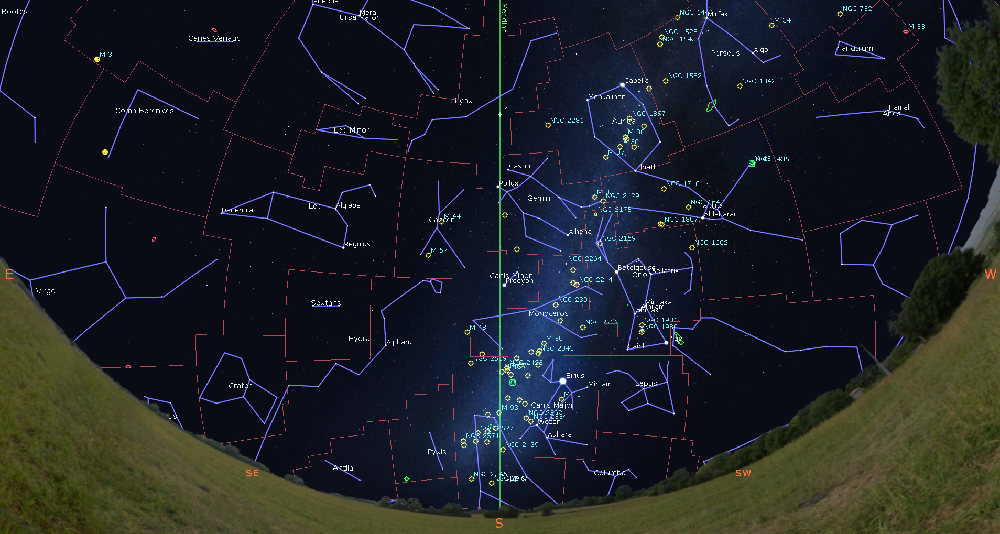 Bootes
Phecda
Merak
Ursa Major
Meridian
NGC 1444
Mirfak
NGC 752
M 34
M 33
Canes Venatici
NGC 1528
NGC 1545
Perseus
Algol
Triangulum
M 3
Capella
NGC 1582
NGC 1342
Menkalinan
Lynx
Coma Berenices
Z
NGC 1857
Hamal
Aries
NGC 2281
Auriga
Leo Minor
M 38
M 36
M 37
M 45
NGC 1435
Castor
Elnath
Pollux
NGC 1746
M 35
NGC 2129
Gemini
NGC 1647
Taurus
Leo
Algieba
Denebola
NGC 2175
Aldebaran
Cancer
M 44
NGC 1807
Alhena
NGC 2169
Regulus
NGC 1662
M 67
NGC 2264
E
Canis Minor
Procyon
Betelgeuse
Orion
Bellatrix
W
NGC 2244
Virgo
Sextans
NGC 2301
Mintaka
Alnilam
Alnitak
Monoceros
NGC 2232
NGC 1981
NGC 1980
M 48
Hydra
Alphard
M 50
NGC 2343
Saiph
Rigel
NGC 2539
NGC 2423
M 47
M 46
Sirius
Crater
Mirzam
Lepus
M 41
Canis Major
M 93
NGC 2362
NGC 2354
us
Wezen
NGC 2527
Adhara
NGC 2571
NGC 2439
Pyxis
Antlia
SE
NGC 2546
NGC 2477
Puppis
Columba
SW
S